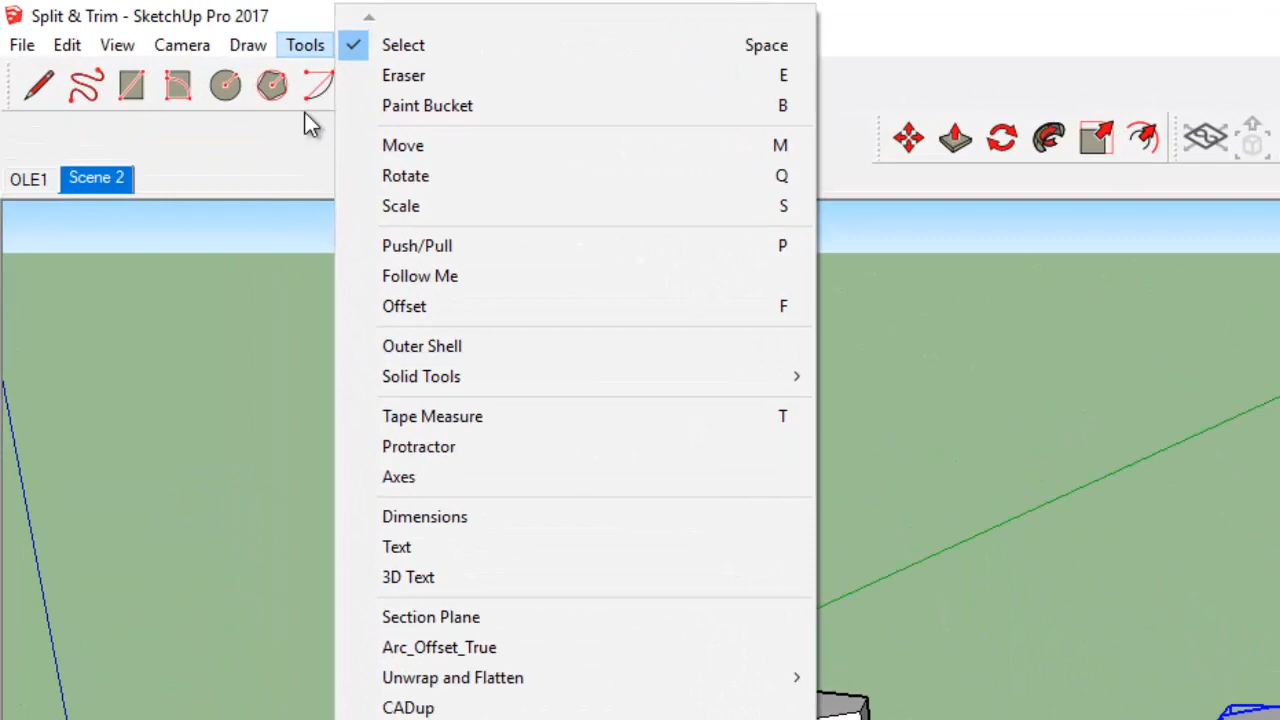 Split & Trim - SketchUp Pro 2017
File Edit View Camera Draw Tools
OLE1 Scene 2
Select Space
Eraser E
Paint Bucket B
Move M
Rotate Q
Scale S
Push/Pull P
Follow Me
Offset F
Outer Shell
Solid Tools
Tape Measure T
Protractor
Axes
Dimensions
Text
3D Text
Section Plane
Arc_Offset_True
Unwrap and Flatten
CADup